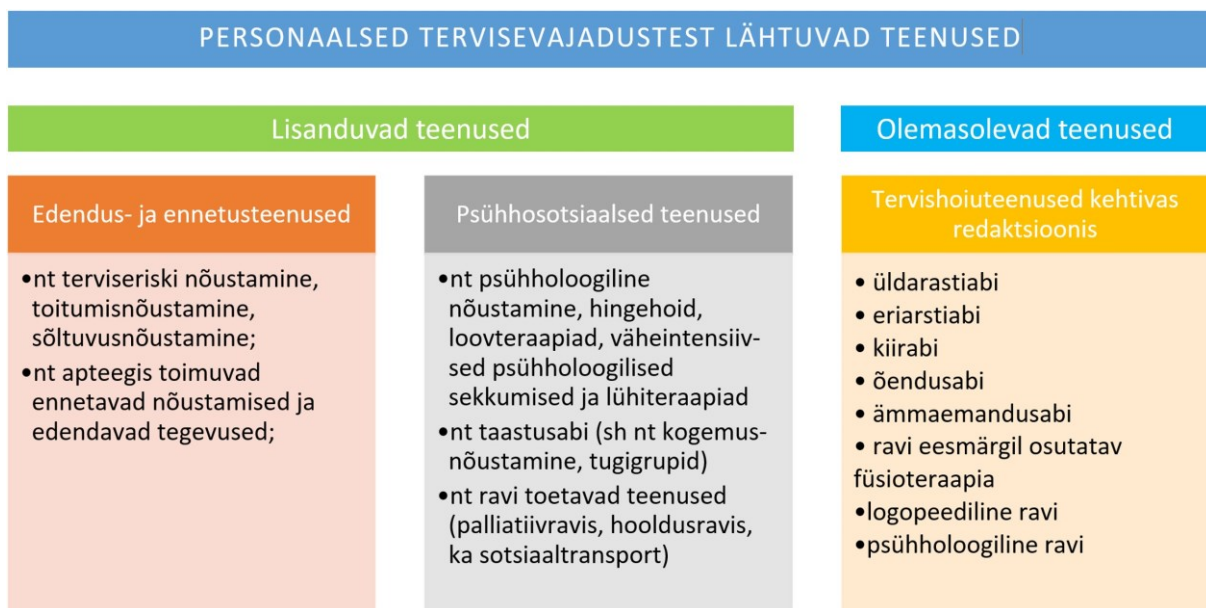 PERSONAALSED TERVISEVAJADUSTEST LÄHTUVAD TEENUSED
Lisanduvad teenused
Olemasolevad teenused
Edendus- ja ennetusteenused
•nt terviseriski nõustamine,
toitumisnõustamine,
sõltuvusnõustamine;
•nt apteegis toimuvad
ennetavad nõustamised ja
edendavad tegevused;
Psühhosotsiaalsed teenused
•nt psühholoogiline
nõustamine, hingehoid,
loovteraapiad, väheintensiiv-
sed psühholoogilised
sekkumised ja lühiteraapiad
•nt taastusabi (sh nt kogemus-
nõustamine, tugigrupid)
•nt ravi toetavad teenused
(palliatiivravis, hooldusravis,
ka sotsiaaltransport)
Tervishoiuteenused kehtivas
redaktsioonis
• üldarastiabi
• eriarstiabi
• kiirabi
• õendusabi
• ämmaemandusabi
• ravi eesmärgil osutatav
füsioteraapia
•logopeediline ravi
•psühholoogiline ravi